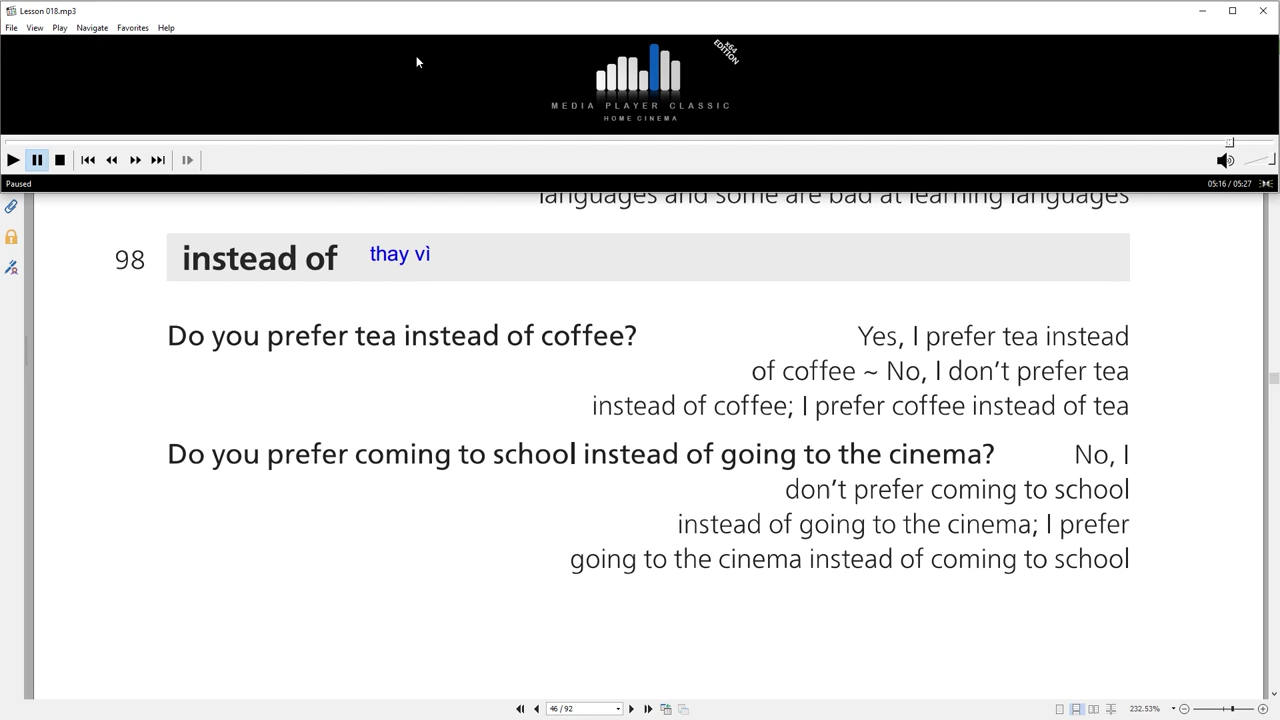 Lesson 018.mp3
File View Play Navigate Favorites Help
x64 EDITION
MEDIA PLAYER CLASSIC
HOME CINEMA
Paused 05:16 / 05:27
languages and some are bad at learning languages
98 instead of thay vì
Do you prefer tea instead of coffee? Yes, I prefer tea instead
of coffee ~ No, I don't prefer tea
instead of coffee; I prefer coffee instead of tea
Do you prefer coming to school instead of going to the cinema? No, I
don't prefer coming to school
instead of going to the cinema; I prefer
going to the cinema instead of coming to school
46 / 92 232.53%